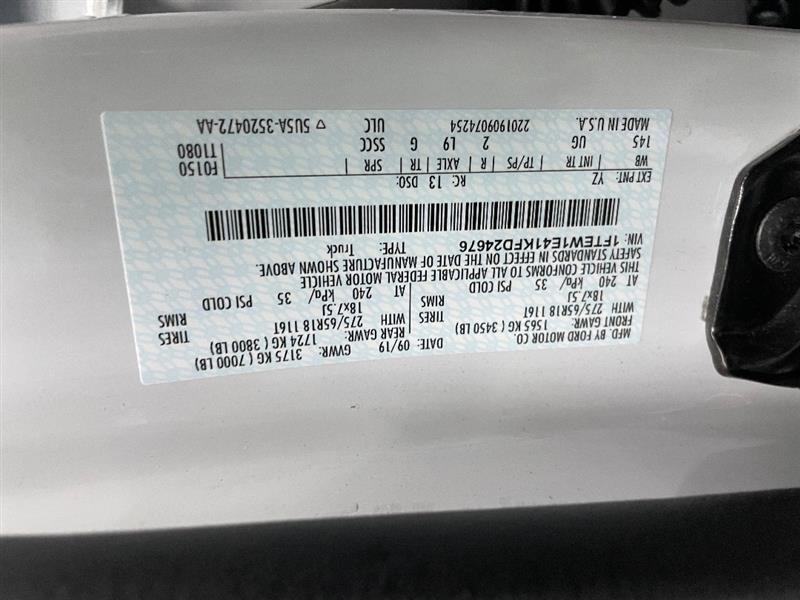 MFD. BY FORD MOTOR CO.
DATE: 09/19 GVWR: 3175 KG ( 7000 LB)
FRONT GAWR: 1565 KG ( 3450 LB) REAR GAWR: 1724 KG ( 3800 LB)
WITH 275/65R18 116T TIRES WITH 275/65R18 116T TIRES
18x7.5J RIMS 18x7.5J RIMS
AT 240 kPa/ 35 PSI COLD AT 240 kPa/ 35 PSI COLD
THIS VEHICLE CONFORMS TO ALL APPLICABLE FEDERAL MOTOR VEHICLE
SAFETY STANDARDS IN EFFECT ON THE DATE OF MANUFACTURE SHOWN ABOVE.
VIN: 1FTEW1E41KFD24676 TYPE: Truck
EXT PNT: YZ RC: 13 DSO: F0150
WB INT TR TP/PS R AXLE TR SPR T1080
145 UG 2 L9 G SSCC
MADE IN U.S.A. 2201909074254 ULC ▽ 5U5A-3520472-AA